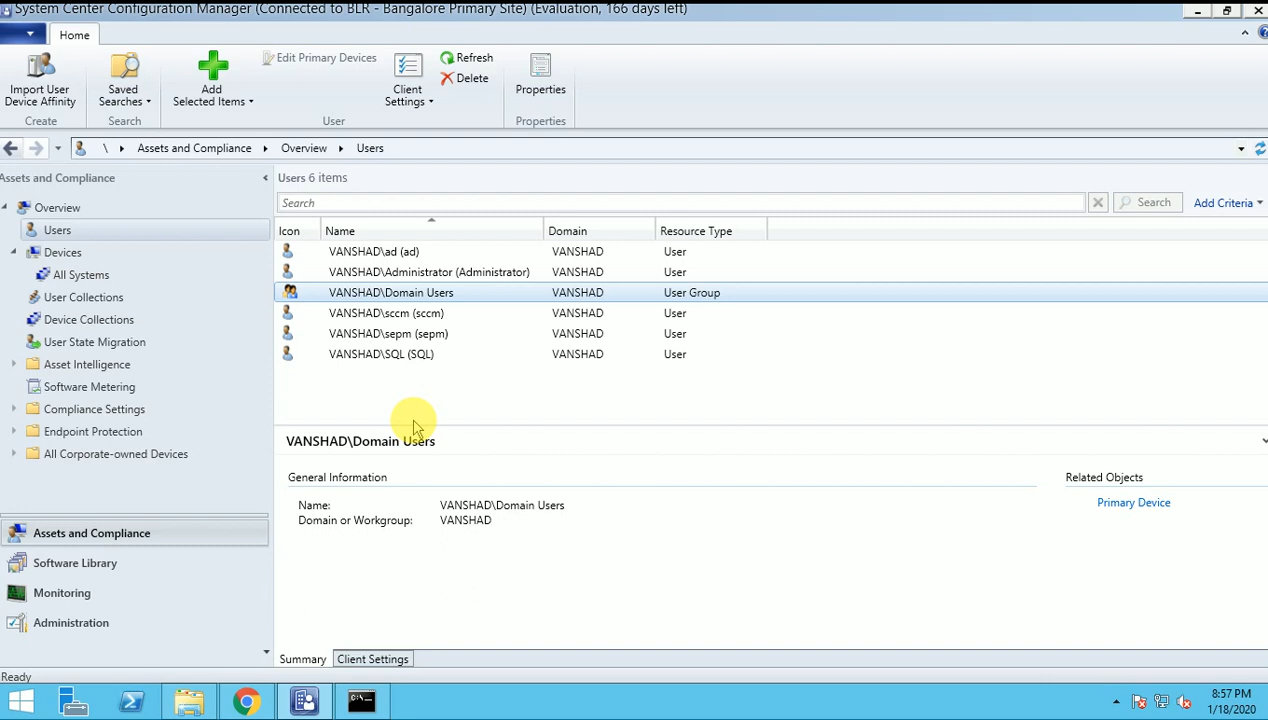 System Center Configuration Manager (Connected to BLR - Bangalore Primary Site) (Evaluation, 166 days left)
Home
Import User
Device Affinity
Saved
Searches
Add
Selected Items
Edit Primary Devices
Client
Settings
Refresh
Delete
Properties
Create
Search
User
Properties
\ Assets and Compliance Overview Users
Assets and Compliance
Overview
Users
Devices
All Systems
User Collections
Device Collections
User State Migration
Asset Intelligence
Software Metering
Compliance Settings
Endpoint Protection
All Corporate-owned Devices
Assets and Compliance
Software Library
Monitoring
Administration
Users 6 items
Search
Search
Add Criteria
Icon Name Domain Resource Type
VANSHAD\ad (ad) VANSHAD User
VANSHAD\Administrator (Administrator) VANSHAD User
VANSHAD\Domain Users VANSHAD User Group
VANSHAD\sccm (sccm) VANSHAD User
VANSHAD\sepm (sepm) VANSHAD User
VANSHAD\SQL (SQL) VANSHAD User
VANSHAD\Domain Users
General Information
Name: VANSHAD\Domain Users
Domain or Workgroup: VANSHAD
Related Objects
Primary Device
Summary Client Settings
Ready
C:\
8:57 PM
1/18/2020